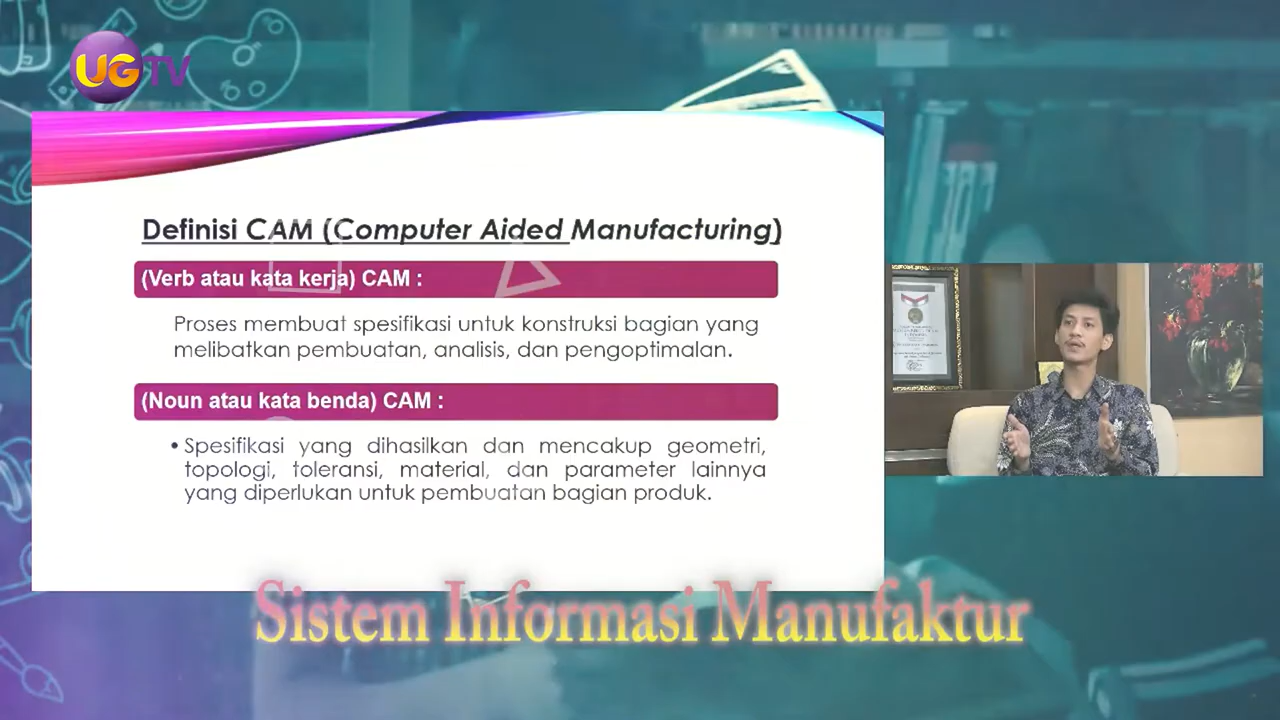 UGTV
Definisi CAM (Computer Aided Manufacturing)
(Verb atau kata kerja) CAM :
Proses membuat spesifikasi untuk konstruksi bagian yang
melibatkan pembuatan, analisis, dan pengoptimalan.
(Noun atau kata benda) CAM :
• Spesifikasi yang dihasilkan dan mencakup geometri,
topologi, toleransi, material, dan parameter lainnya
yang diperlukan untuk pembuatan bagian produk.
Sistem Informasi Manufaktur